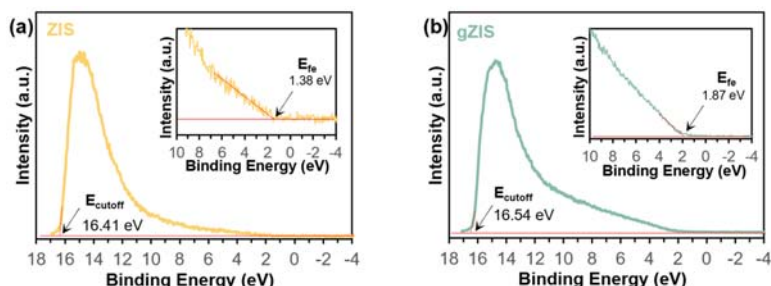 (a)
ZIS
Intensity (a.u.)
E_cutoff
16.41 eV
18 16 14 12 10 8 6 4 2 0 -2 -4
Binding Energy (eV)
E_fe
1.38 eV
Intensity (a.u.)
10 8 6 4 2 0 -2 -4
Binding Energy (eV)
(b)
gZIS
Intensity (a.u.)
E_cutoff
16.54 eV
18 16 14 12 10 8 6 4 2 0 -2 -4
Binding Energy (eV)
E_fe
1.87 eV
Intensity (a.u.)
10 8 6 4 2 0 -2 -4
Binding Energy (eV)